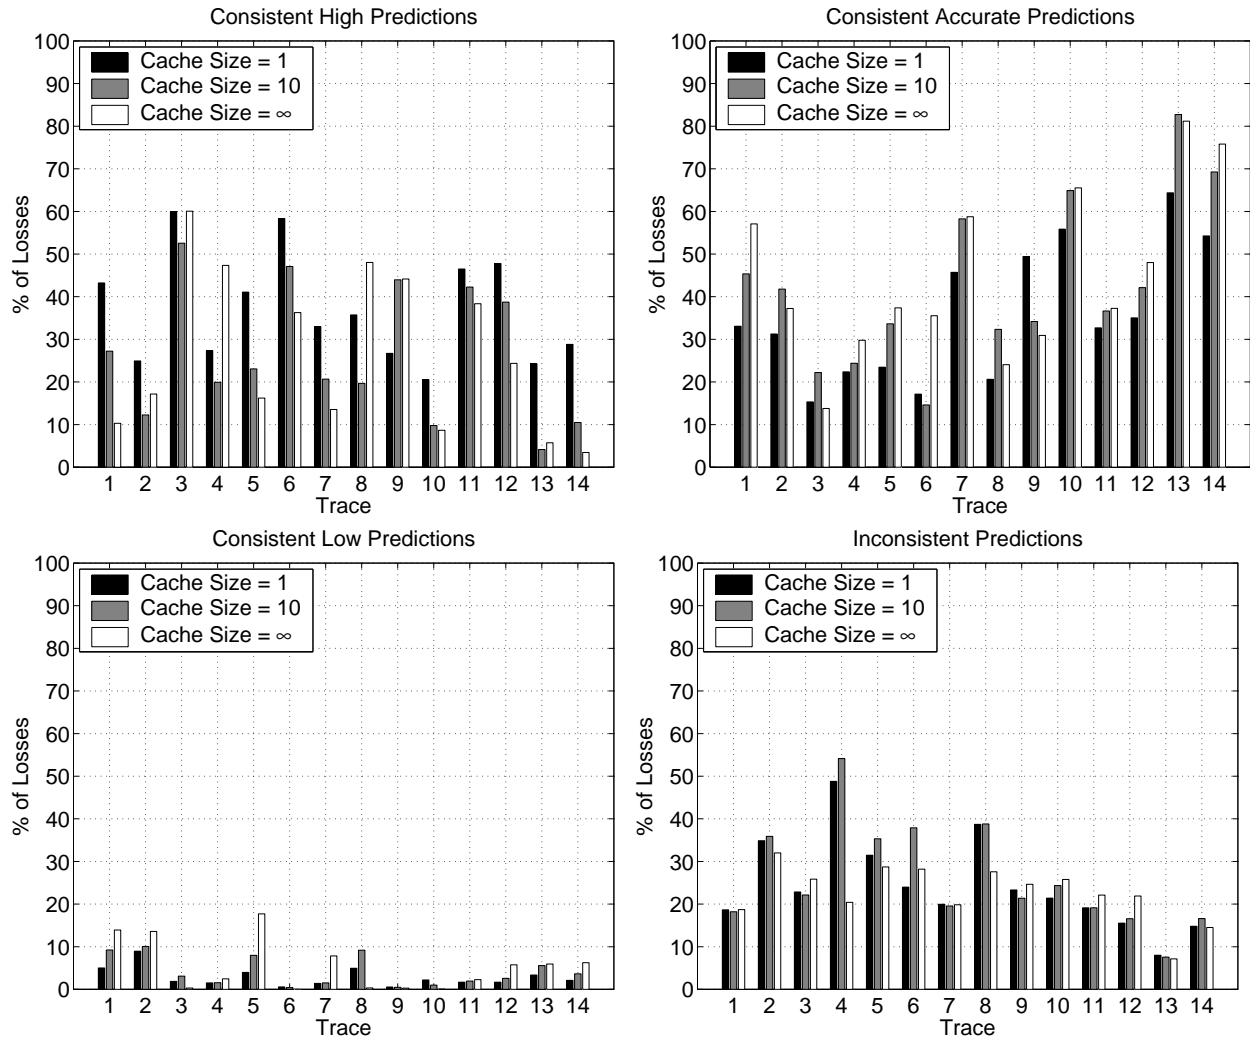 Consistent High Predictions
100
90
80
70
60
50
40
30
20
10
0
% of Losses
Cache Size = 1
Cache Size = 10
Cache Size = ∞
1 2 3 4 5 6 7 8 9 10 11 12 13 14
Trace
Consistent Accurate Predictions
100
90
80
70
60
50
40
30
20
10
0
% of Losses
Cache Size = 1
Cache Size = 10
Cache Size = ∞
1 2 3 4 5 6 7 8 9 10 11 12 13 14
Trace
Consistent Low Predictions
100
90
80
70
60
50
40
30
20
10
0
% of Losses
Cache Size = 1
Cache Size = 10
Cache Size = ∞
1 2 3 4 5 6 7 8 9 10 11 12 13 14
Trace
Inconsistent Predictions
100
90
80
70
60
50
40
30
20
10
0
% of Losses
Cache Size = 1
Cache Size = 10
Cache Size = ∞
1 2 3 4 5 6 7 8 9 10 11 12 13 14
Trace